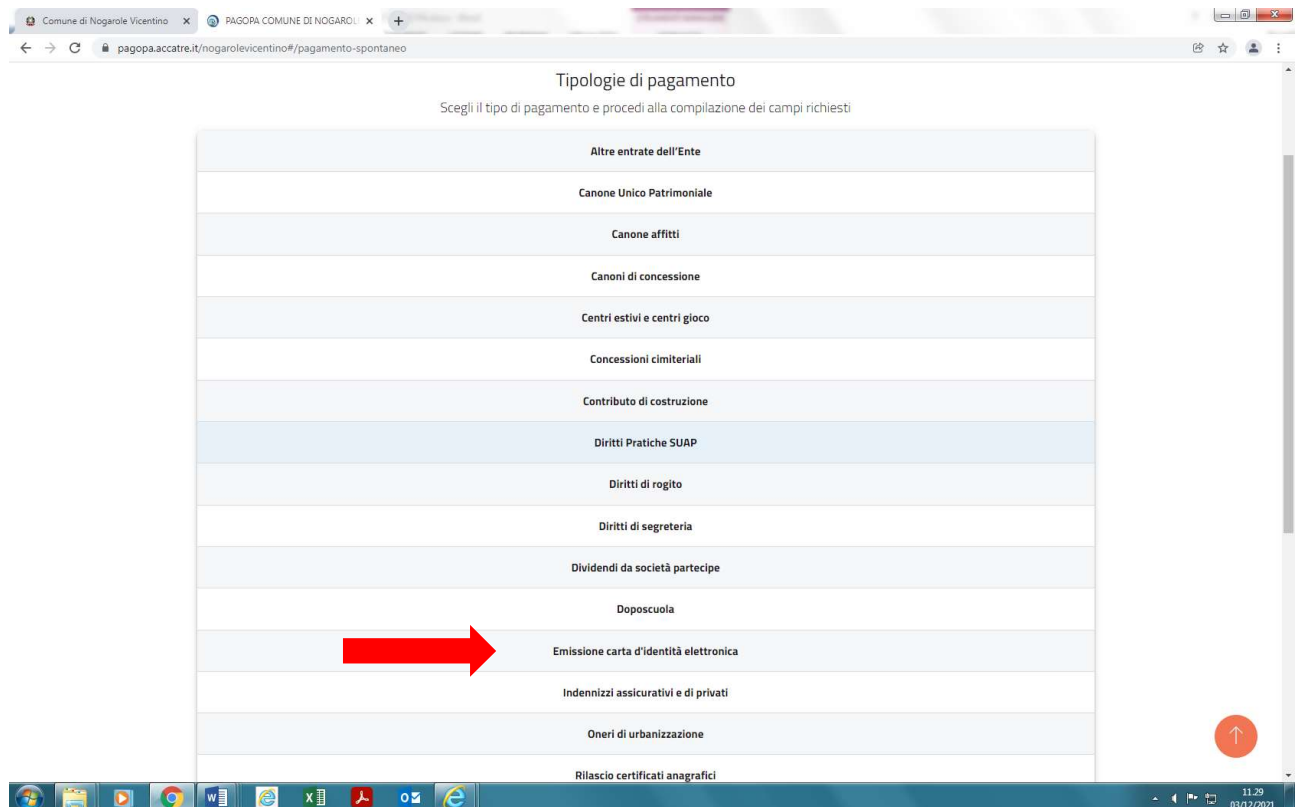 Comune di Nogarole Vicentino
PAGOPA COMUNE DI NOGAROL
pagopa.accatre.it/nogarolevicentino#/pagamento-spontaneo
Tipologie di pagamento
Scegli il tipo di pagamento e procedi alla compilazione dei campi richiesti
Altre entrate dell'Ente
Canone Unico Patrimoniale
Canone affitti
Canoni di concessione
Centri estivi e centri gioco
Concessioni cimiteriali
Contributo di costruzione
Diritti Pratiche SUAP
Diritti di rogito
Diritti di segreteria
Dividendi da società partecipe
Doposcuola
Emissione carta d'identità elettronica
Indennizzi assicurativi e di privati
Oneri di urbanizzazione
Rilascio certificati anagrafici
11.29
03/12/2021